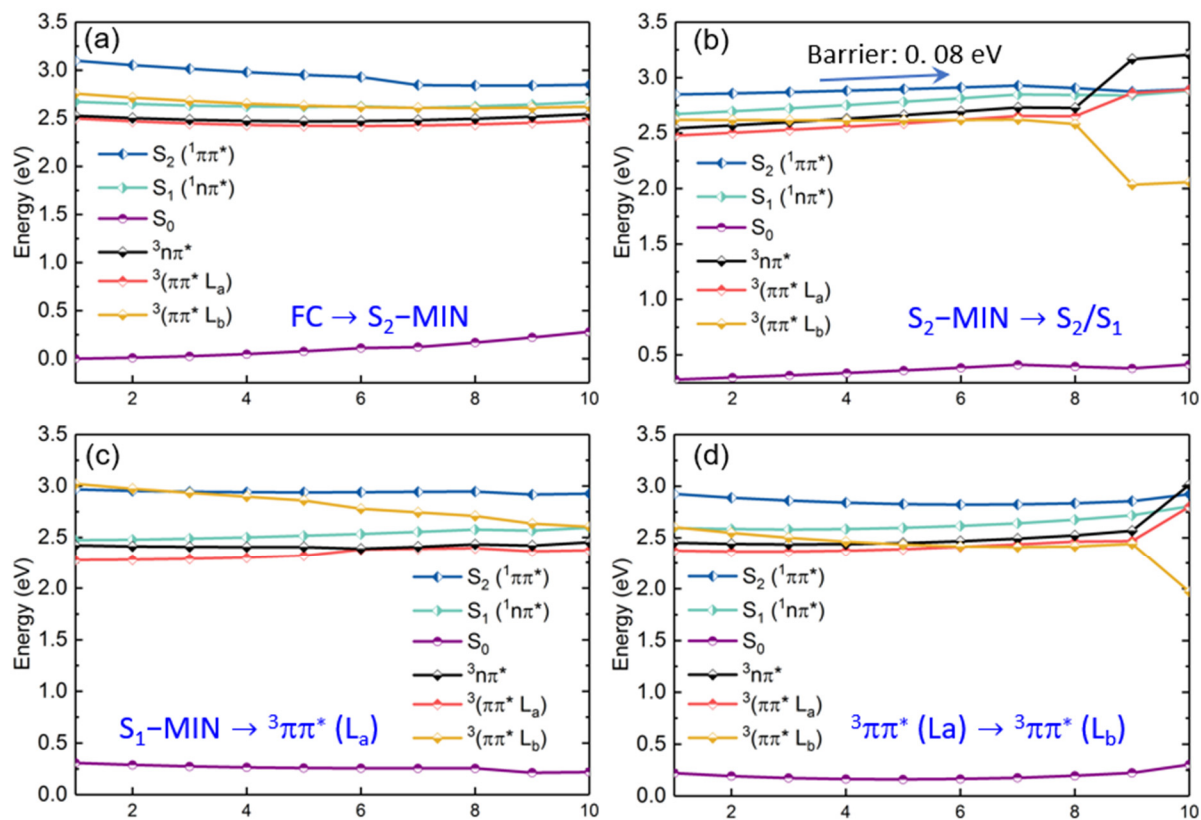 (a)
3.5
3.0
2.5
2.0
1.5
1.0
0.5
0.0
Energy (eV)
S₂ (¹ππ*)
S₁ (¹nπ*)
S₀
³nπ*
³(ππ* Lₐ)
³(ππ* L_b)
FC → S₂−MIN
2 4 6 8 10
(b)
Barrier: 0. 08 eV
3.5
3.0
2.5
2.0
1.5
1.0
0.5
Energy (eV)
S₂ (¹ππ*)
S₁ (¹nπ*)
S₀
³nπ*
³(ππ* Lₐ)
³(ππ* L_b)
S₂−MIN → S₂/S₁
2 4 6 8 10
(c)
3.5
3.0
2.5
2.0
1.5
1.0
0.5
0.0
Energy (eV)
S₂ (¹ππ*)
S₁ (¹nπ*)
S₀
³nπ*
³(ππ* Lₐ)
³(ππ* L_b)
S₁−MIN → ³ππ* (Lₐ)
2 4 6 8 10
(d)
3.5
3.0
2.5
2.0
1.5
1.0
0.5
0.0
Energy (eV)
S₂ (¹ππ*)
S₁ (¹nπ*)
S₀
³nπ*
³(ππ* Lₐ)
³(ππ* L_b)
³ππ* (La) → ³ππ* (L_b)
2 4 6 8 10